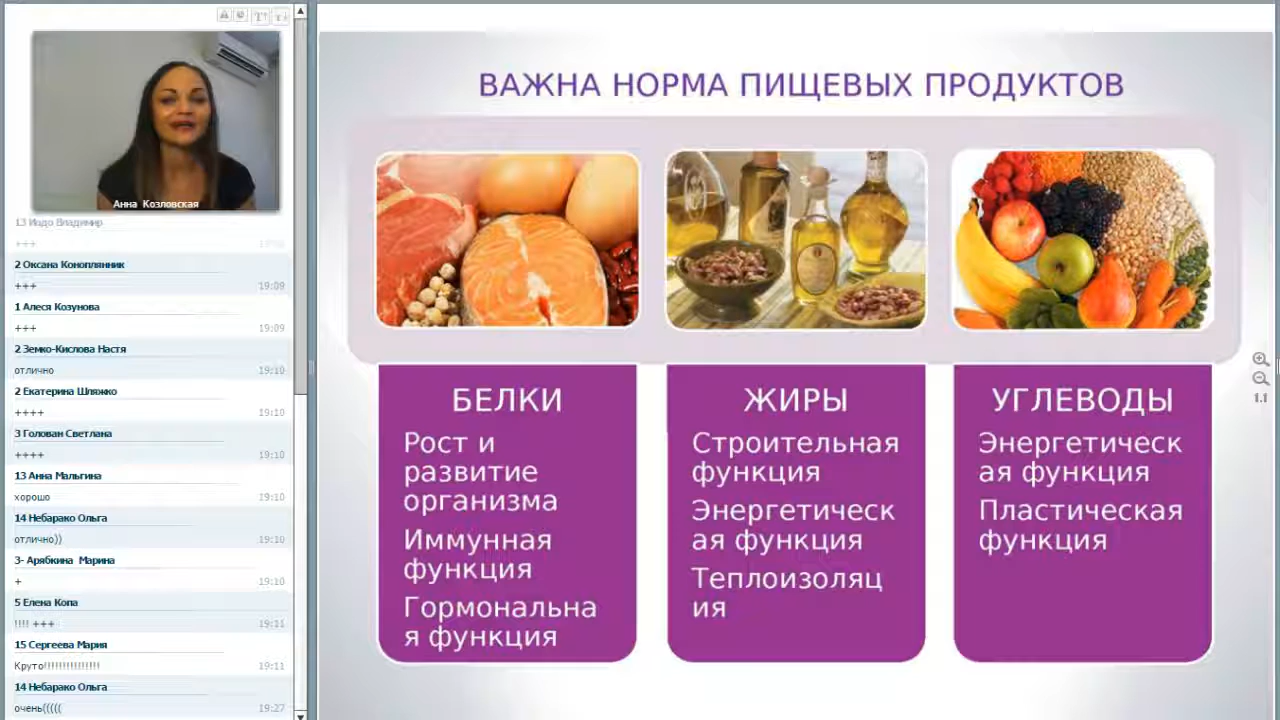 Анна Козловская
13 Иодо Владимир
+++
2 Оксана Коноплянник
+++ 19:09
1 Алеся Козунова
+++ 19:09
2 Земко-Кислова Настя
отлично 19:10
2 Екатерина Шляжко
++++ 19:10
3 Голован Светлана
++++ 19:10
13 Анна Мальгина
хорошо 19:10
14 Небарако Ольга
отлично)) 19:10
3- Арябкина Марина
+ 19:10
5 Елена Копа
!!!! +++ 19:11
15 Сергеева Мария
Круто!!!!!!!!!!!!!!! 19:11
14 Небарако Ольга
очень((((( 19:27
ВАЖНА НОРМА ПИЩЕВЫХ ПРОДУКТОВ
БЕЛКИ
Рост и
развитие
организма
Иммунная
функция
Гормональна
я функция
ЖИРЫ
Строительная
функция
Энергетическ
ая функция
Теплоизоляц
ия
УГЛЕВОДЫ
Энергетическ
ая функция
Пластическая
функция
1.1